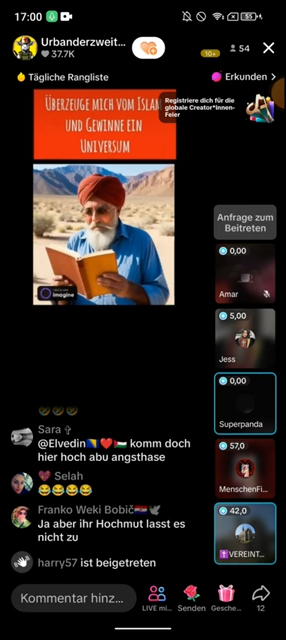 17:00
55
Urbanderzweit...
37.7K
10+
54
Tägliche Rangliste
Erkunden >
ÜBERZEUGE MICH VOM ISLAM
UND GEWINNE EIN
UNIVERSUM
Registriere dich für die
globale Creator*innen-
Feier
imagine
Anfrage zum
Beitreten
0,00
Amar
5,00
Jess
0,00
Superpanda
57,0
MenschenFi...
42,0
VEREINT...
Sara ✞
@Elvedin🇧🇦❤️🇵🇸 komm doch
hier hoch abu angsthase
Selah
😂😂😂😂
Franko Weki Bobič🇭🇷🕊
Ja aber ihr Hochmut lasst es
nicht zu
harry57 ist beigetreten
Kommentar hinz...
LIVE mi...
Senden
Gesche...
12